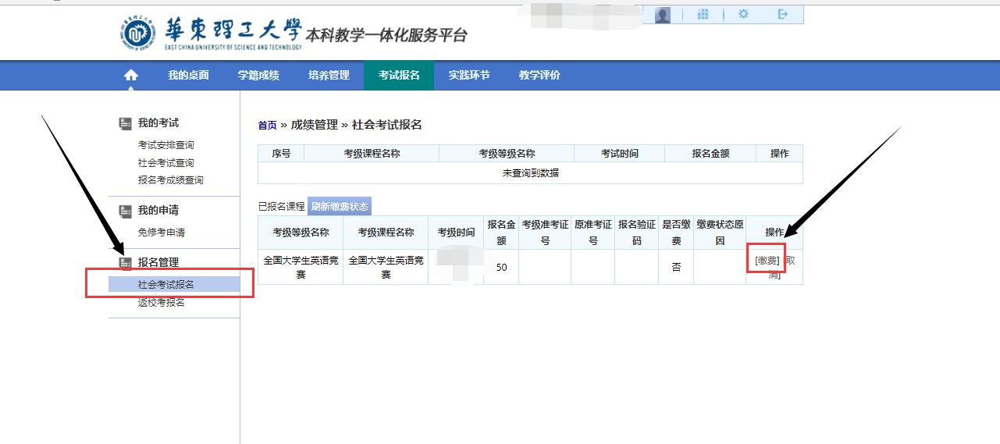 華東理工大學 本科教学一体化服务平台
EAST CHINA UNIVERSITY OF SCIENCE AND TECHNOLOGY
我的桌面 学籍成绩 培养管理 考试报名 实践环节 教学评价
我的考试
考试安排查询
社会考试查询
报名考成绩查询
我的申请
免修考申请
报名管理
社会考试报名
返校考报名
首页 » 成绩管理 » 社会考试报名
序号 考级课程名称 考级等级名称 考试时间 报名金额 操作
未查询到数据
已报名课程 刷新缴费状态
考级等级名称 考级课程名称 考级时间 报名金额 考级准考证号 原准考证号 报名验证码 是否缴费 缴费状态原因 操作
全国大学生英语竞赛 全国大学生英语竞赛 50 否 [缴费] [取消]